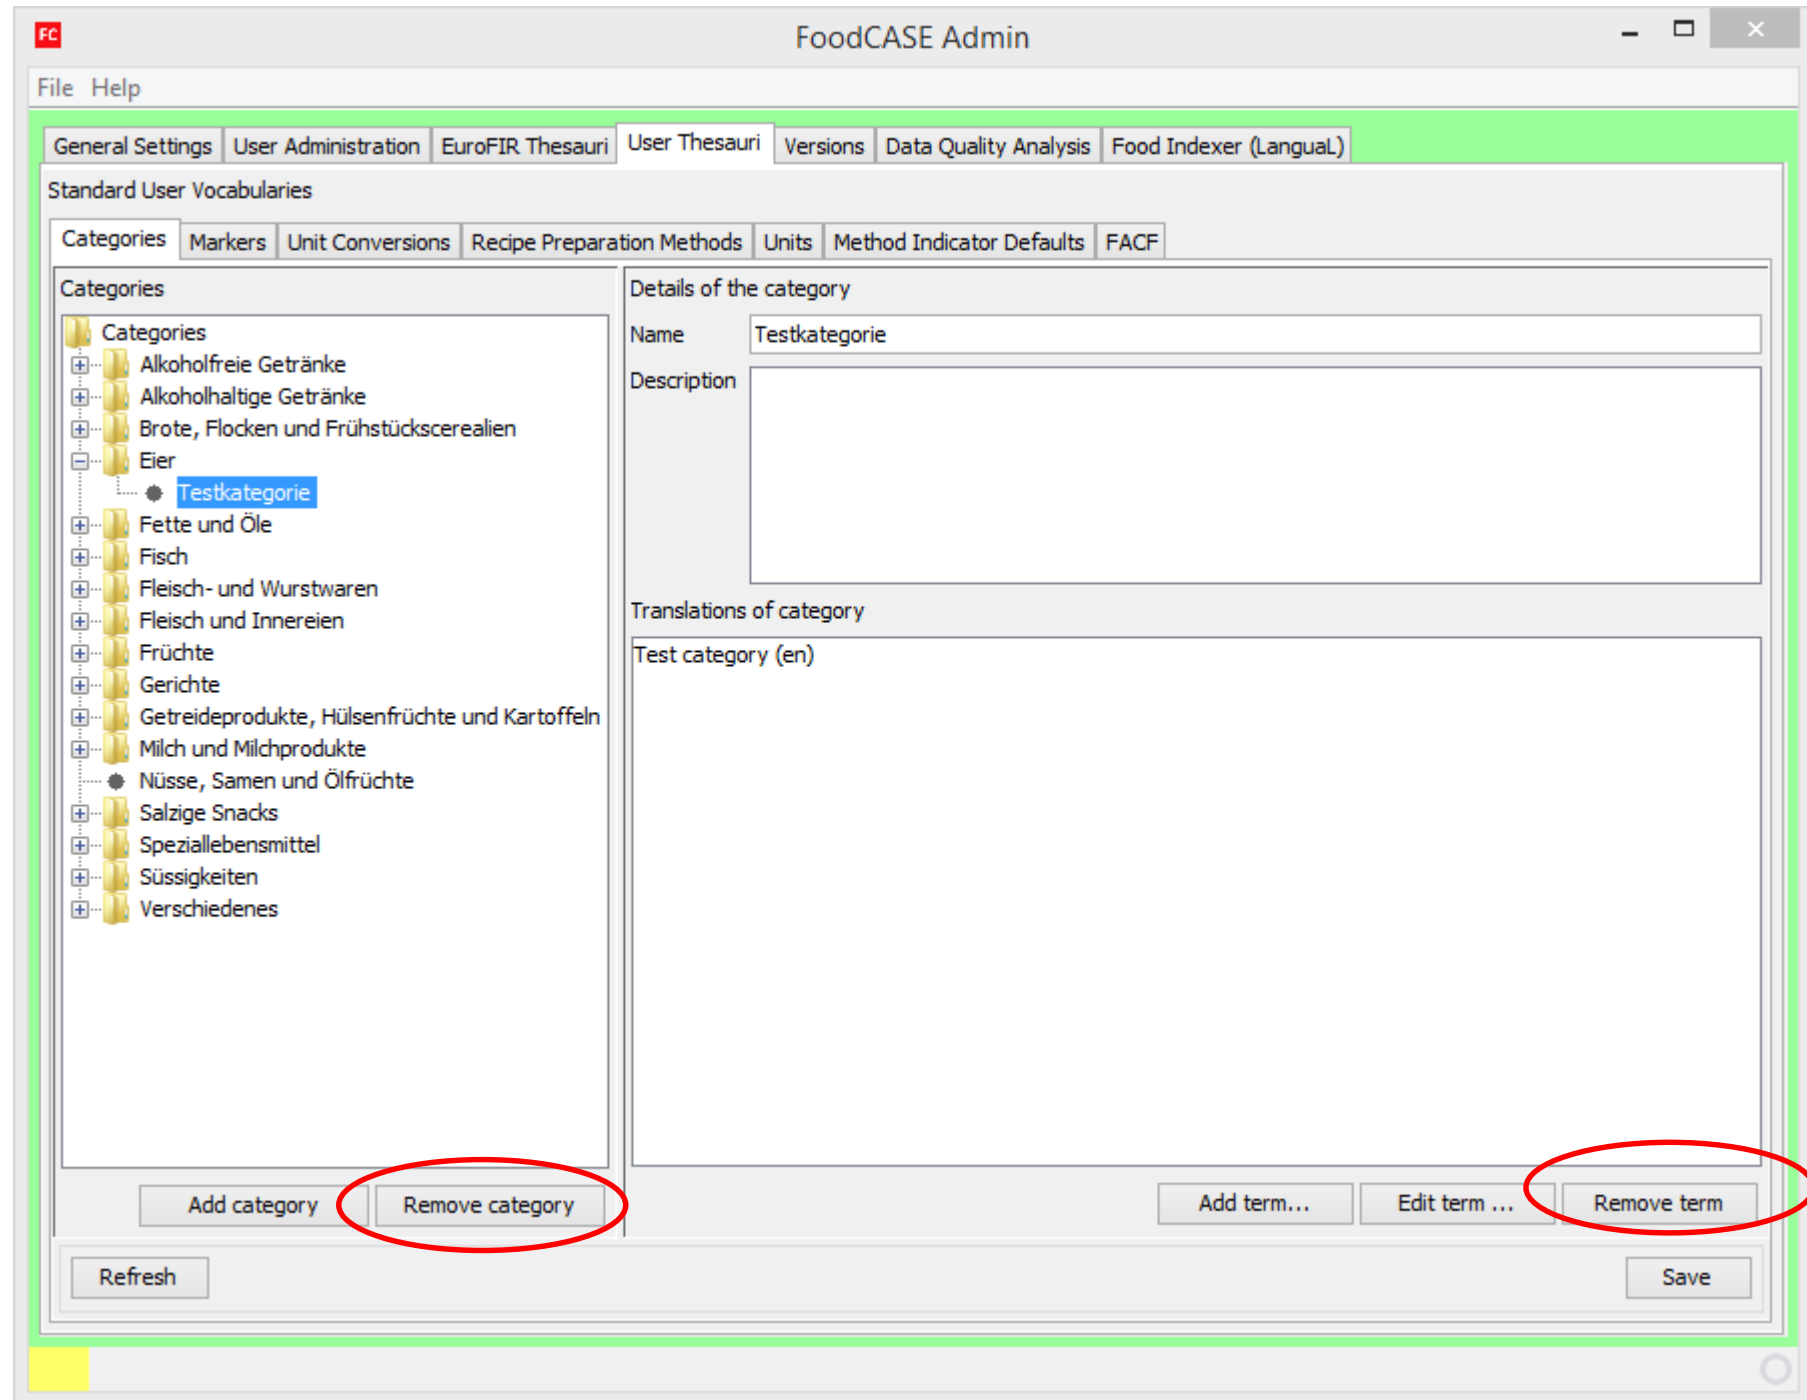 FC
FoodCASE Admin
File Help
General Settings User Administration EuroFIR Thesauri User Thesauri Versions Data Quality Analysis Food Indexer (LanguaL)
Standard User Vocabularies
Categories Markers Unit Conversions Recipe Preparation Methods Units Method Indicator Defaults FACF
Categories
Categories
Alkoholfreie Getränke
Alkoholhaltige Getränke
Brote, Flocken und Frühstückscerealien
Eier
Testkategorie
Fette und Öle
Fisch
Fleisch- und Wurstwaren
Fleisch und Innereien
Früchte
Gerichte
Getreideprodukte, Hülsenfrüchte und Kartoffeln
Milch und Milchprodukte
Nüsse, Samen und Ölfrüchte
Salzige Snacks
Speziallebensmittel
Süssigkeiten
Verschiedenes
Add category Remove category
Details of the category
Name Testkategorie
Description
Translations of category
Test category (en)
Add term... Edit term ... Remove term
Refresh Save